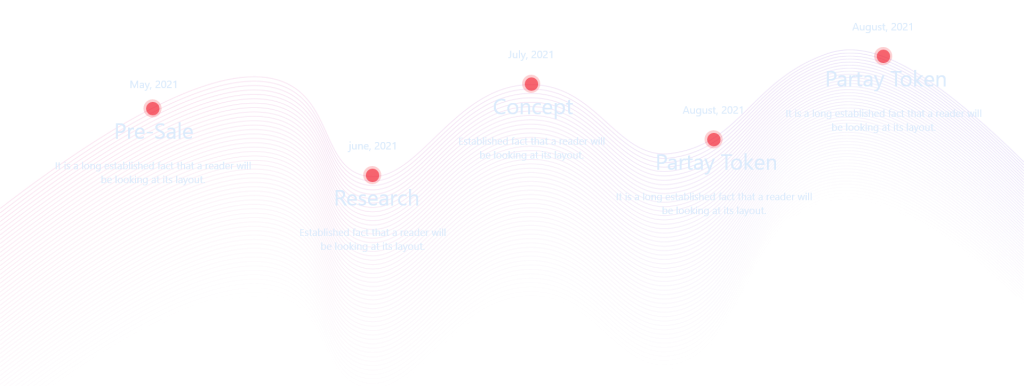 May, 2021
Pre-Sale
It is a long established fact that a reader will
be looking at its layout.
June, 2021
Research
Established fact that a reader will
be looking at its layout.
July, 2021
Concept
Established fact that a reader will
be looking at its layout.
August, 2021
Partay Token
It is a long established fact that a reader will
be looking at its layout.
August, 2021
Partay Token
It is a long established fact that a reader will
be looking at its layout.